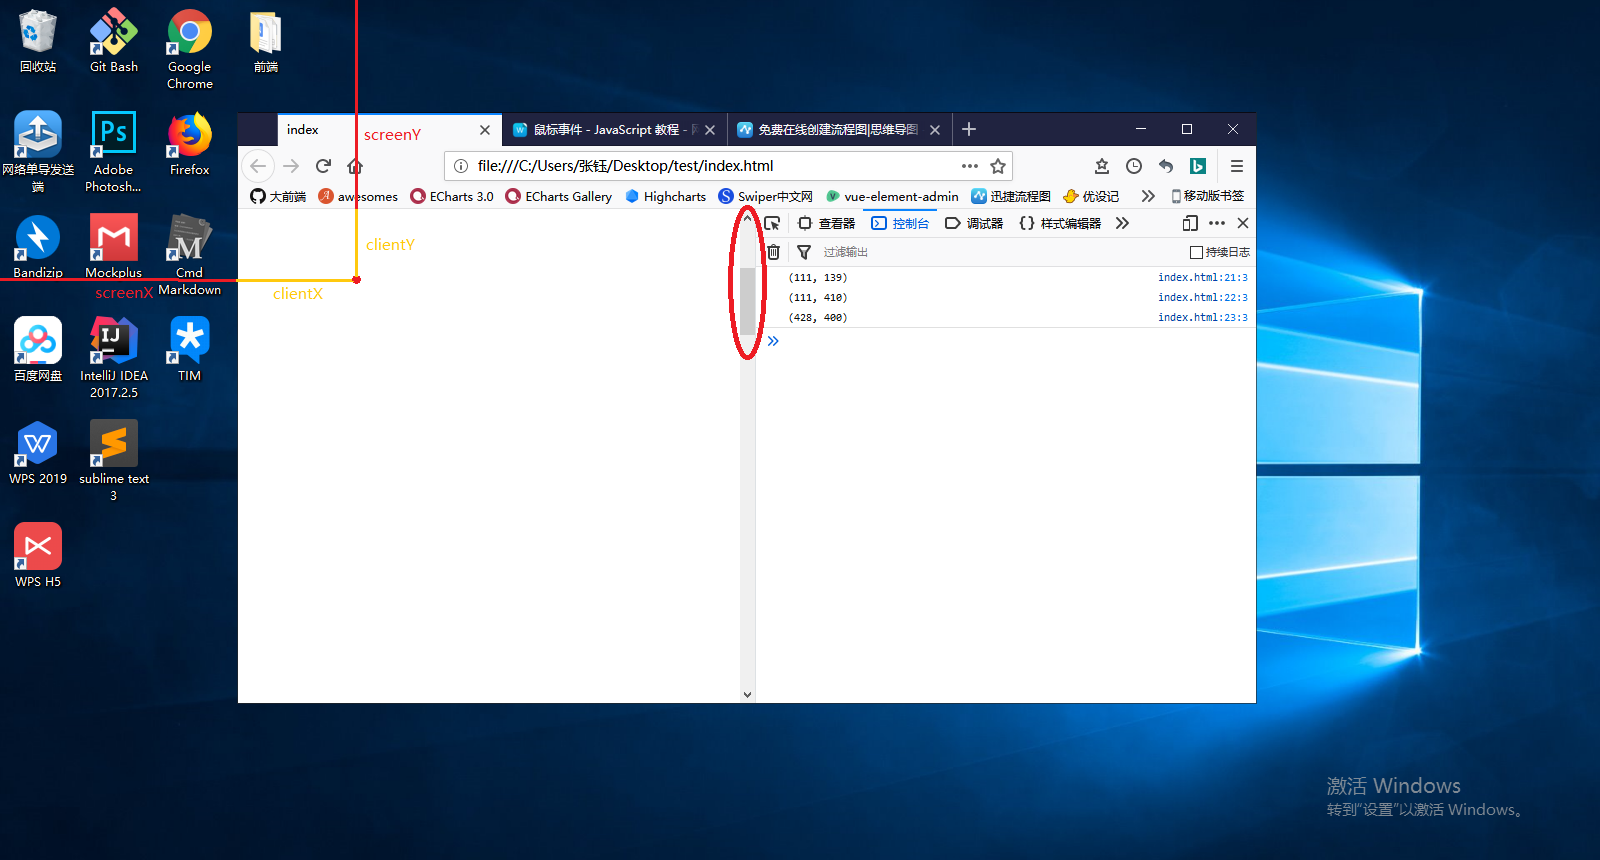 回收站
Git Bash
Google
Chrome
前端
网络单导发送
端
Adobe
Photosh...
Firefox
Bandizip
Mockplus
Cmd
Markdown
百度网盘
IntelliJ IDEA
2017.2.5
TIM
WPS 2019
sublime text
3
WPS H5
screenY
screenX
clientY
clientX
index
鼠标事件 - JavaScript 教程 -
免费在线创建流程图|思维导图
file:///C:/Users/张钰/Desktop/test/index.html
大前端
awesomes
ECharts 3.0
ECharts Gallery
Highcharts
Swiper中文网
vue-element-admin
迅捷流程图
优设记
移动版书签
查看器
控制台
调试器
样式编辑器
过滤输出
持续日志
(111, 139) index.html:21:3
(111, 410) index.html:22:3
(428, 400) index.html:23:3
激活 Windows
转到“设置”以激活 Windows。